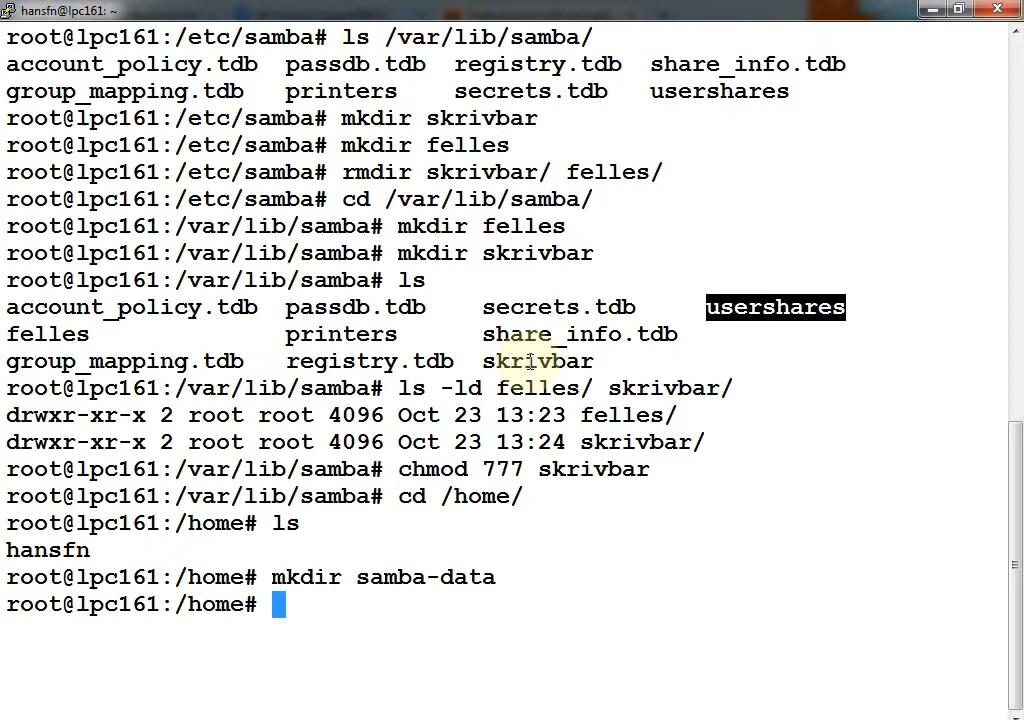 hansfn@lpc161: ~
root@lpc161:/etc/samba# ls /var/lib/samba/
account_policy.tdb  passdb.tdb  registry.tdb  share_info.tdb
group_mapping.tdb   printers    secrets.tdb   usershares
root@lpc161:/etc/samba# mkdir skrivbar
root@lpc161:/etc/samba# mkdir felles
root@lpc161:/etc/samba# rmdir skrivbar/ felles/
root@lpc161:/etc/samba# cd /var/lib/samba/
root@lpc161:/var/lib/samba# mkdir felles
root@lpc161:/var/lib/samba# mkdir skrivbar
root@lpc161:/var/lib/samba# ls
account_policy.tdb  passdb.tdb    secrets.tdb     usershares
felles              printers      share_info.tdb
group_mapping.tdb   registry.tdb  skrivbar
root@lpc161:/var/lib/samba# ls -ld felles/ skrivbar/
drwxr-xr-x 2 root root 4096 Oct 23 13:23 felles/
drwxr-xr-x 2 root root 4096 Oct 23 13:24 skrivbar/
root@lpc161:/var/lib/samba# chmod 777 skrivbar
root@lpc161:/var/lib/samba# cd /home/
root@lpc161:/home# ls
hansfn
root@lpc161:/home# mkdir samba-data
root@lpc161:/home#